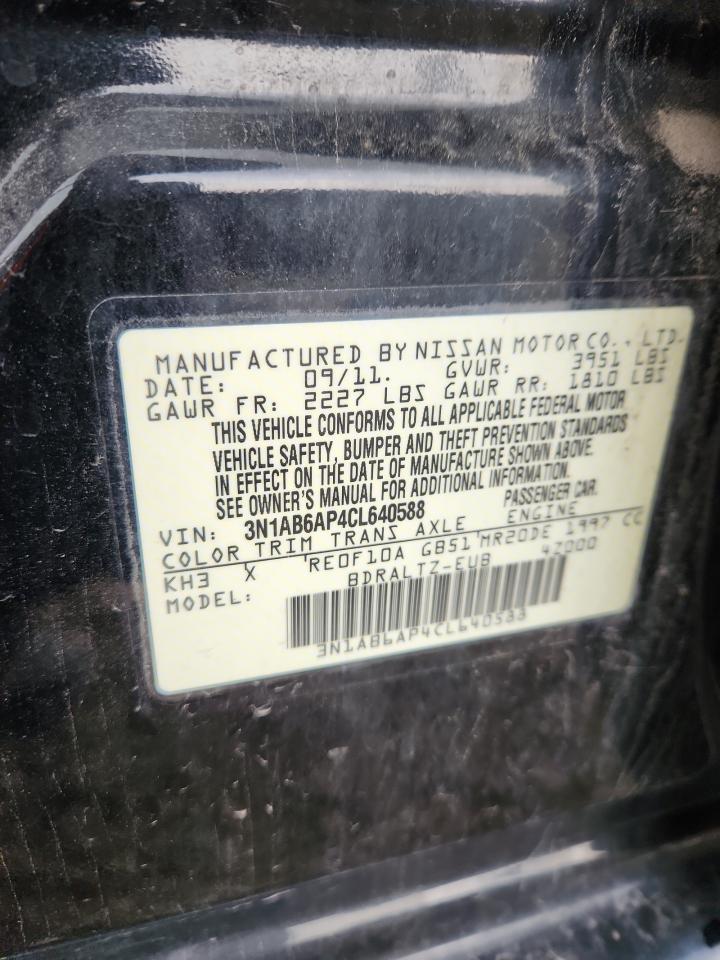 MANUFACTURED BY NISSAN MOTOR CO., LTD.
DATE: 09/11. GVWR: 3951 LBS
GAWR FR: 2227 LBS GAWR RR: 1810 LBS
THIS VEHICLE CONFORMS TO ALL APPLICABLE FEDERAL MOTOR
VEHICLE SAFETY, BUMPER AND THEFT PREVENTION STANDARDS
IN EFFECT ON THE DATE OF MANUFACTURE SHOWN ABOVE.
SEE OWNER'S MANUAL FOR ADDITIONAL INFORMATION.
VIN: 3N1AB6AP4CL640588 PASSENGER CAR.
COLOR TRIM TRANS AXLE ENGINE
KH3 X RE0F10A GB51 MR20DE 1997 CC
MODEL: BDRALTZ-EUB 4Z000
3N1AB6AP4CL640588